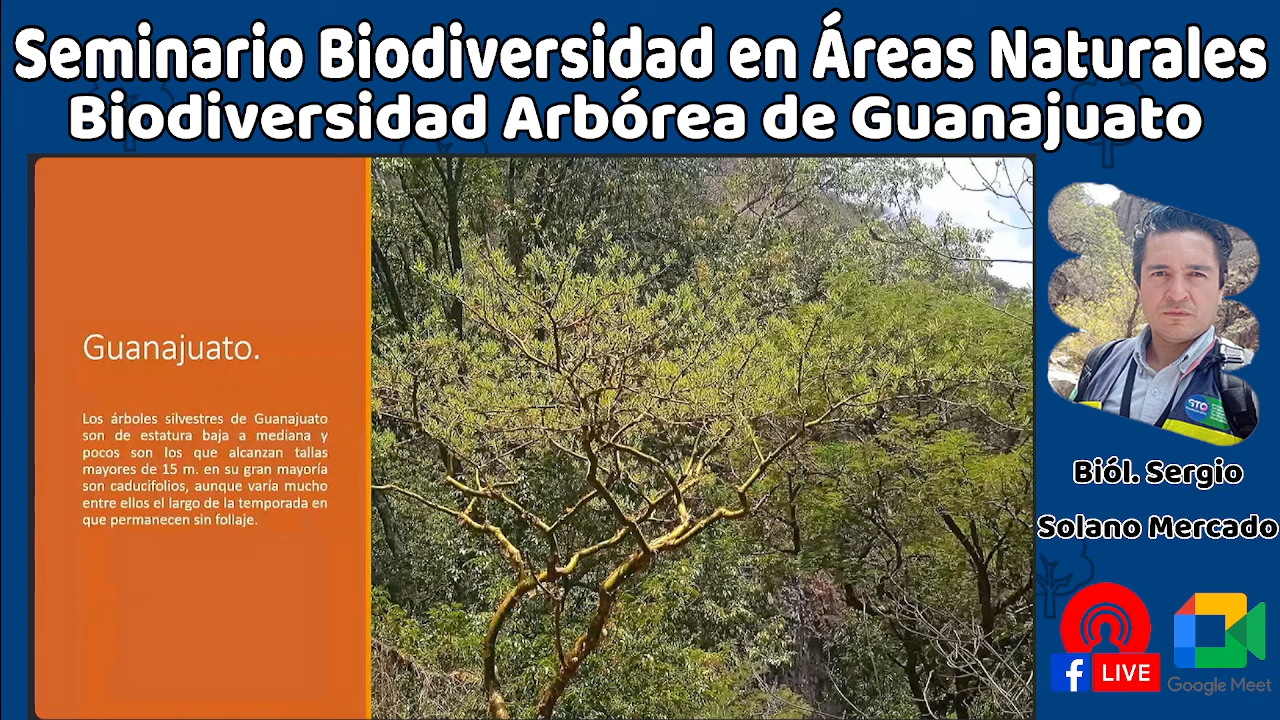 Seminario Biodiversidad en Áreas Naturales
Biodiversidad Arbórea de Guanajuato
Guanajuato.
Los árboles silvestres de Guanajuato
son de estatura baja a mediana y
pocos son los que alcanzan tallas
mayores de 15 m. en su gran mayoría
son caducifolios, aunque varía mucho
entre ellos el largo de la temporada en
que permanecen sin follaje.
GTO
Biól. Sergio
Solano Mercado
f LIVE
Google Meet